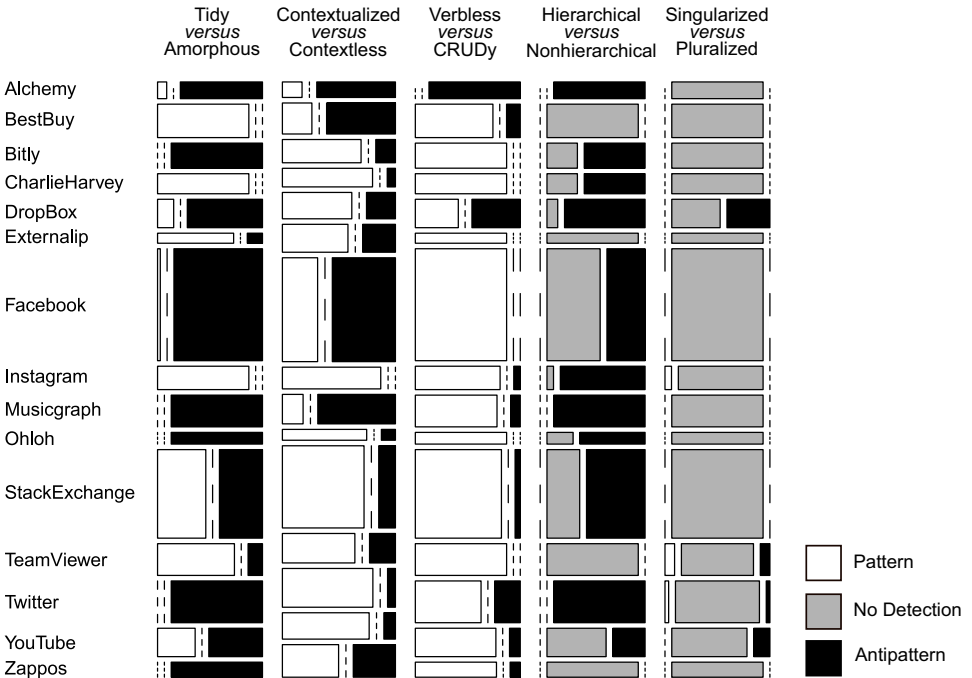 Tidy
versus
Amorphous
Contextualized
versus
Contextless
Verbless
versus
CRUDy
Hierarchical
versus
Nonhierarchical
Singularized
versus
Pluralized
Alchemy
BestBuy
Bitly
CharlieHarvey
DropBox
Externalip
Facebook
Instagram
Musicgraph
Ohloh
StackExchange
TeamViewer
Twitter
YouTube
Zappos
Pattern
No Detection
Antipattern